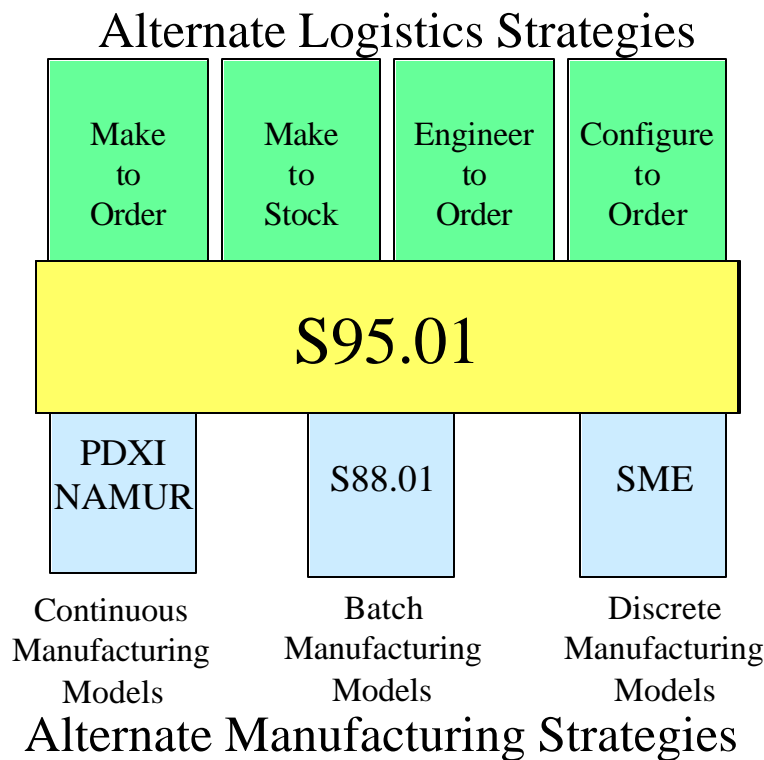 Alternate Logistics Strategies
Make
to
Order
Make
to
Stock
Engineer
to
Order
Configure
to
Order
S95.01
PDXI
NAMUR
S88.01
SME
Continuous
Manufacturing
Models
Batch
Manufacturing
Models
Discrete
Manufacturing
Models
Alternate Manufacturing Strategies